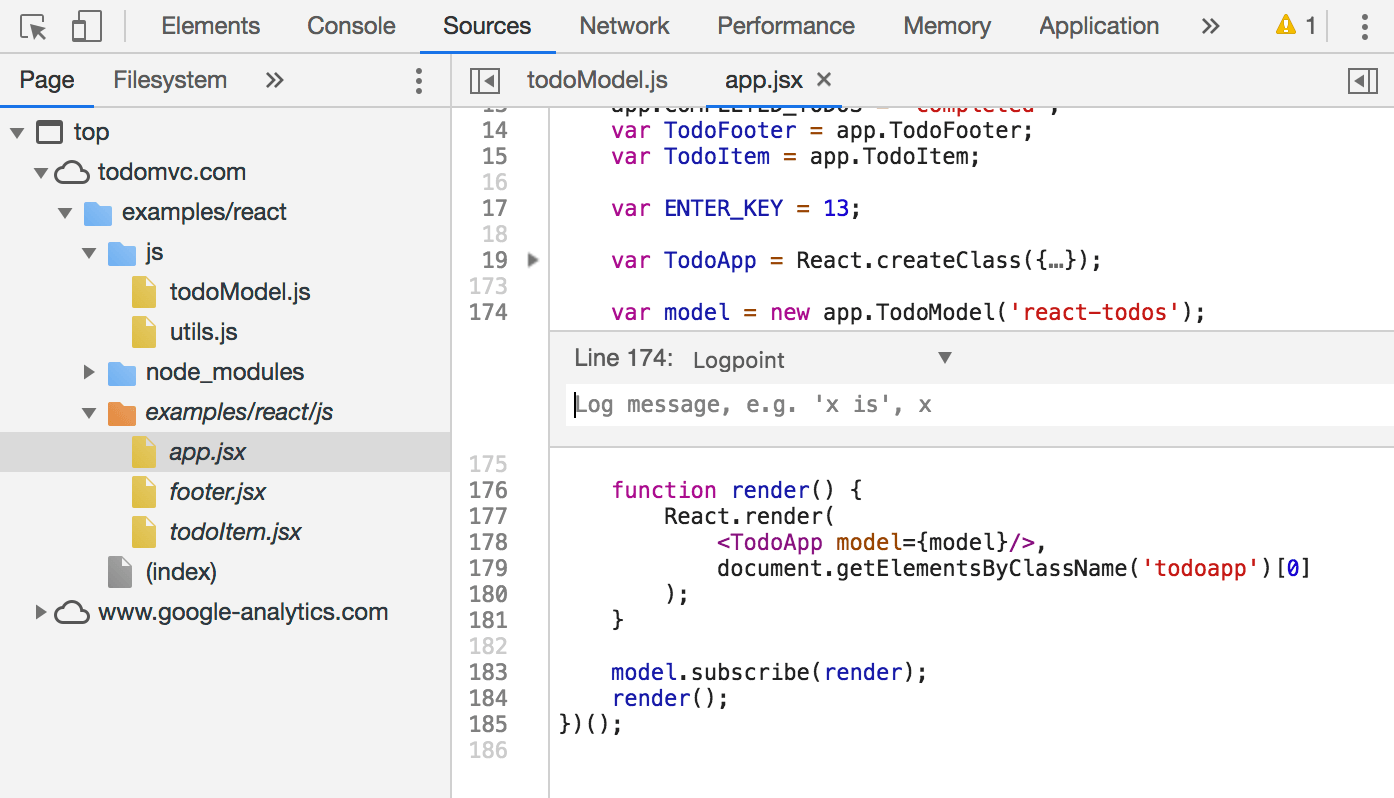 Elements Console Sources Network Performance Memory Application » 1
Page Filesystem »
todoModel.js app.jsx ×
top
todomvc.com
examples/react
js
todoModel.js
utils.js
node_modules
examples/react/js
app.jsx
footer.jsx
todoItem.jsx
(index)
www.google-analytics.com
13 app.COMPLETED_TODOS = 'completed';
14 var TodoFooter = app.TodoFooter;
15 var TodoItem = app.TodoItem;
16
17 var ENTER_KEY = 13;
18
19 var TodoApp = React.createClass({…});
173
174 var model = new app.TodoModel('react-todos');
Line 174: Logpoint
Log message, e.g. 'x is', x
175
176 function render() {
177 React.render(
178 <TodoApp model={model}/>,
179 document.getElementsByClassName('todoapp')[0]
180 );
181 }
182
183 model.subscribe(render);
184 render();
185 })();
186